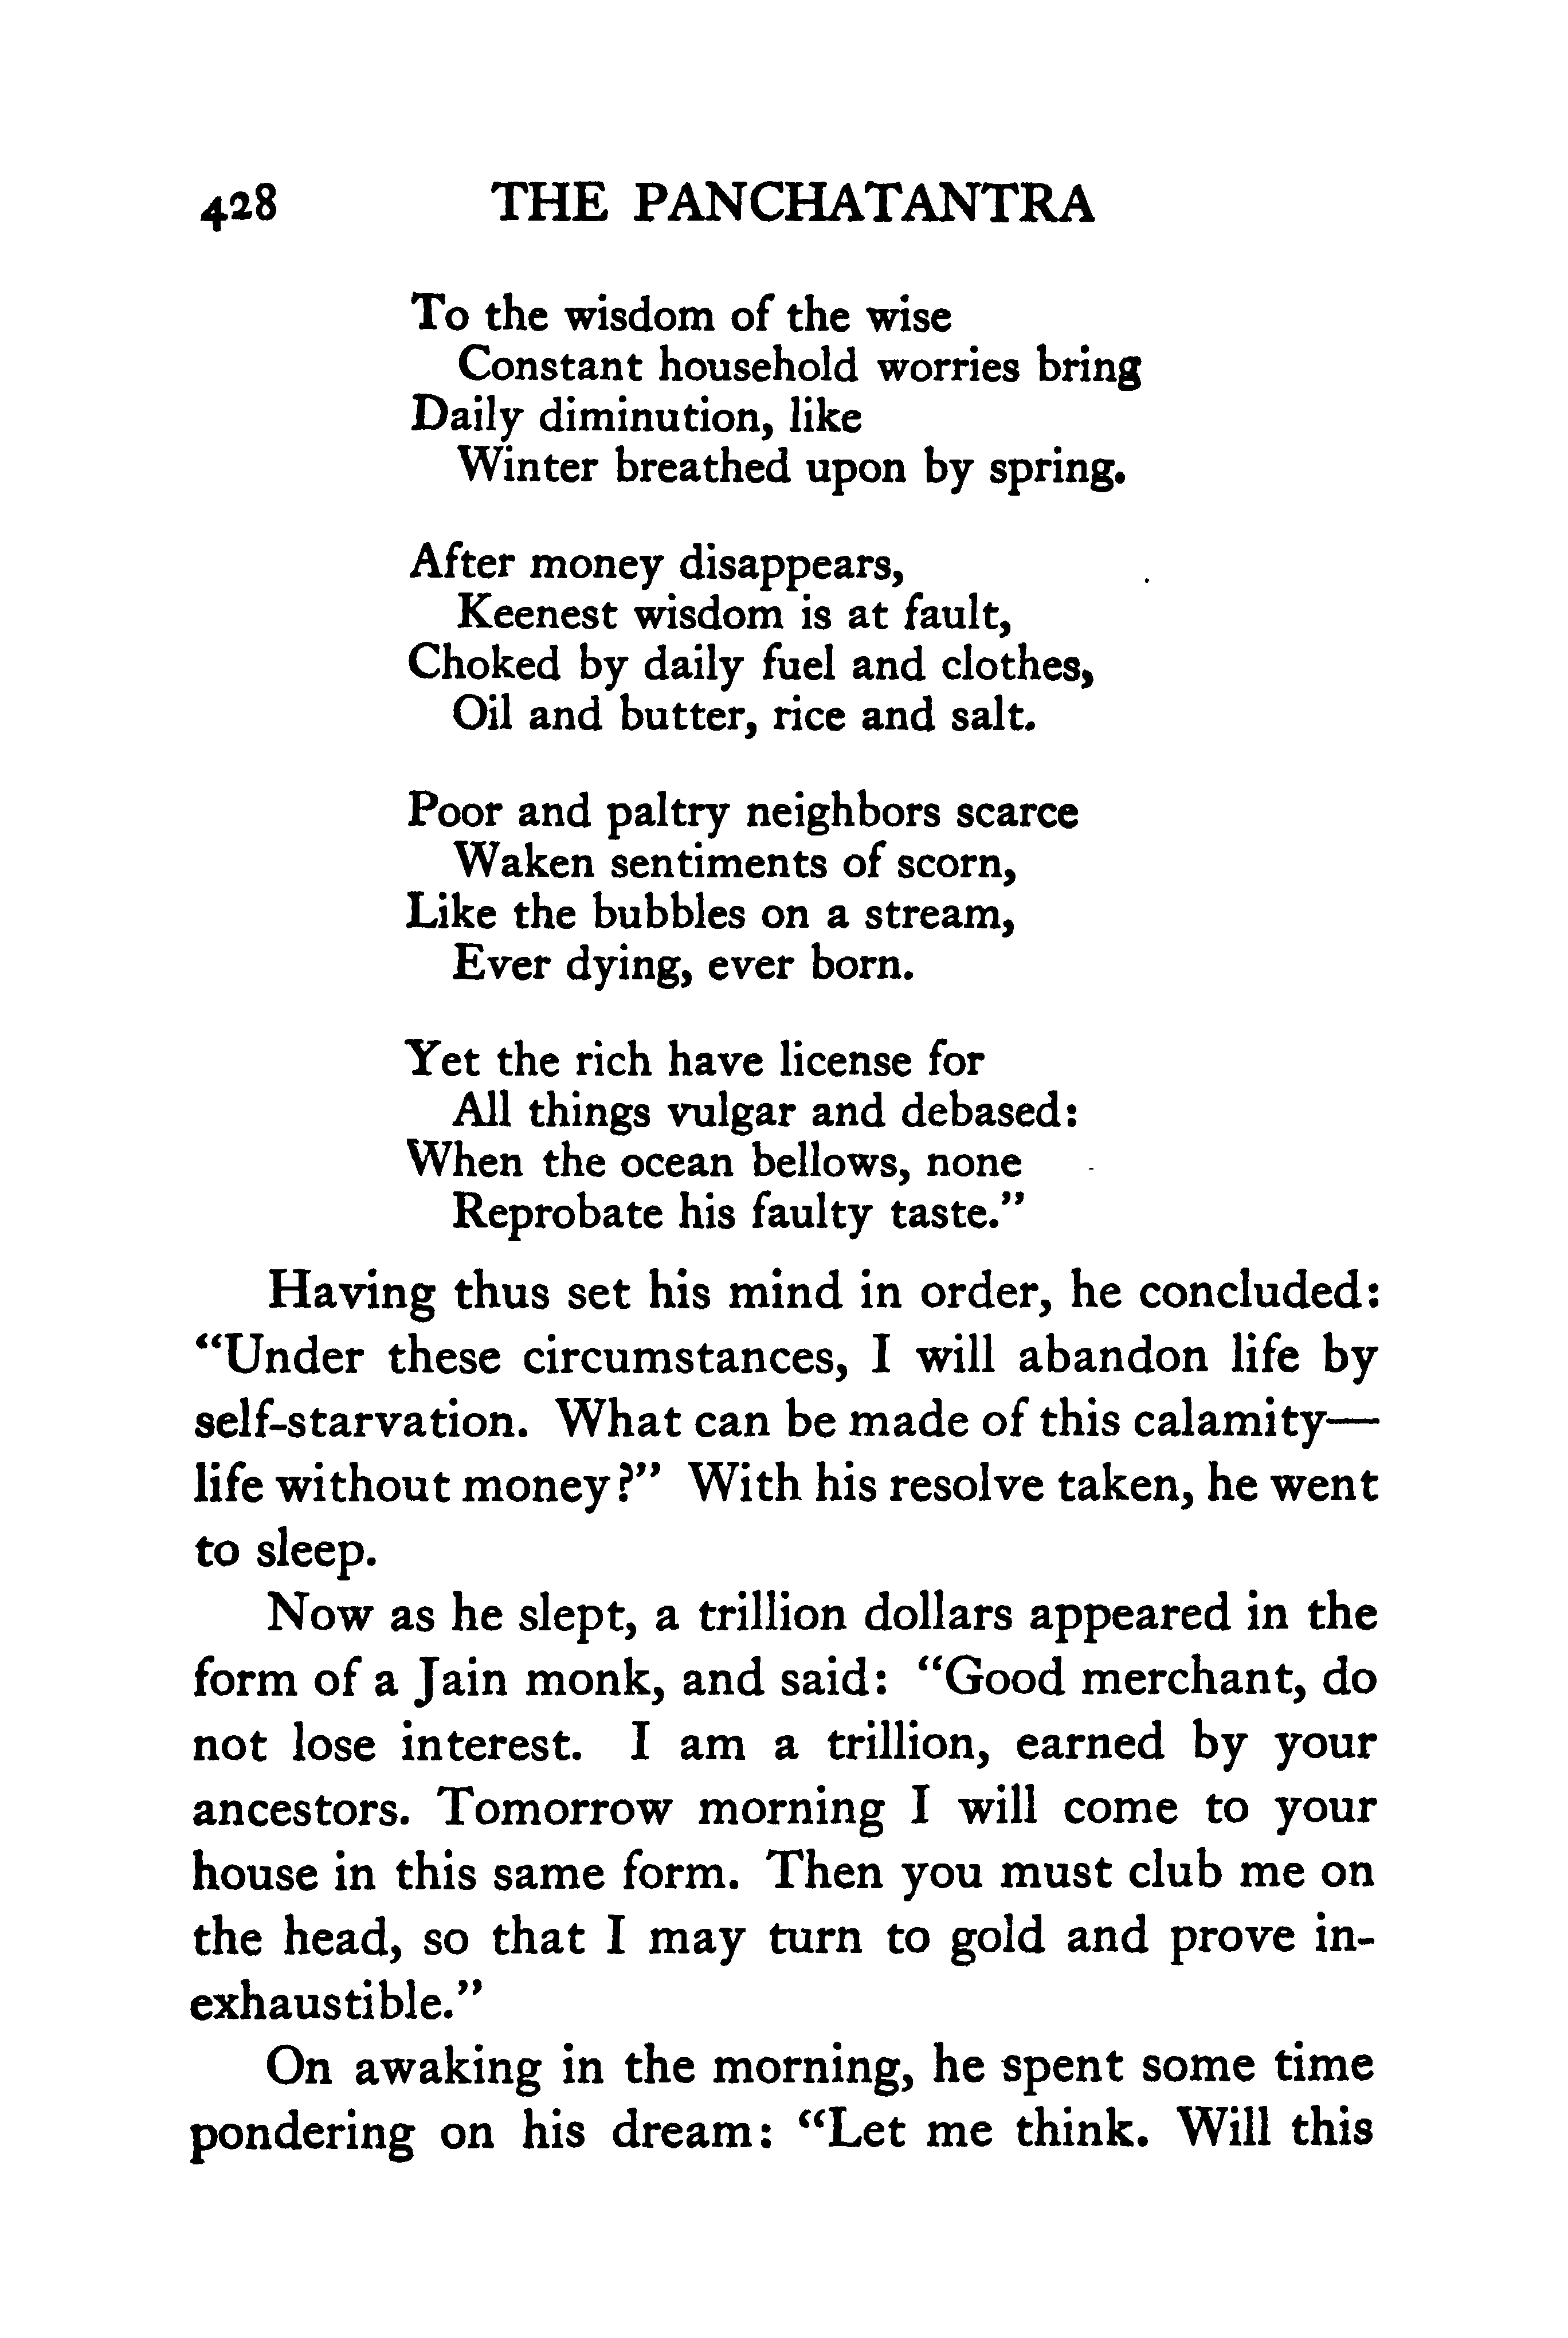 428 THE PANCHATANTRA
To the wisdom of the wise
Constant household worries bring
Daily diminution, like
Winter breathed upon by spring.
After money disappears,
Keenest wisdom is at fault,
Choked by daily fuel and clothes,
Oil and butter, rice and salt.
Poor and paltry neighbors scarce
Waken sentiments of scorn,
Like the bubbles on a stream,
Ever dying, ever born.
Yet the rich have license for
All things vulgar and debased:
When the ocean bellows, none
Reprobate his faulty taste.”
Having thus set his mind in order, he concluded:
“Under these circumstances, I will abandon life by
self-starvation. What can be made of this calamity—
life without money?” With his resolve taken, he went
to sleep.
Now as he slept, a trillion dollars appeared in the
form of a Jain monk, and said: “Good merchant, do
not lose interest. I am a trillion, earned by your
ancestors. Tomorrow morning I will come to your
house in this same form. Then you must club me on
the head, so that I may turn to gold and prove in-
exhaustible.”
On awaking in the morning, he spent some time
pondering on his dream: “Let me think. Will this